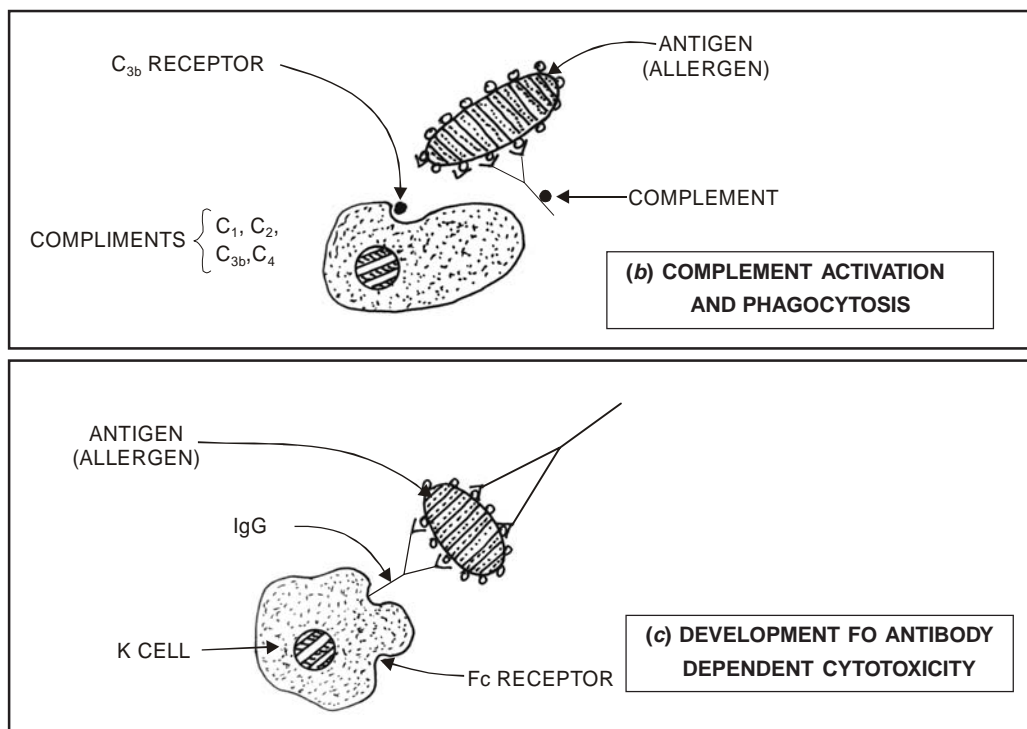 C3b RECEPTOR
ANTIGEN
(ALLERGEN)
COMPLEMENT
COMPLIMENTS
C1, C2,
C3b,C4
(b) COMPLEMENT ACTIVATION
AND PHAGOCYTOSIS
ANTIGEN
(ALLERGEN)
IgG
K CELL
Fc RECEPTOR
(c) DEVELOPMENT FO ANTIBODY
DEPENDENT CYTOTOXICITY